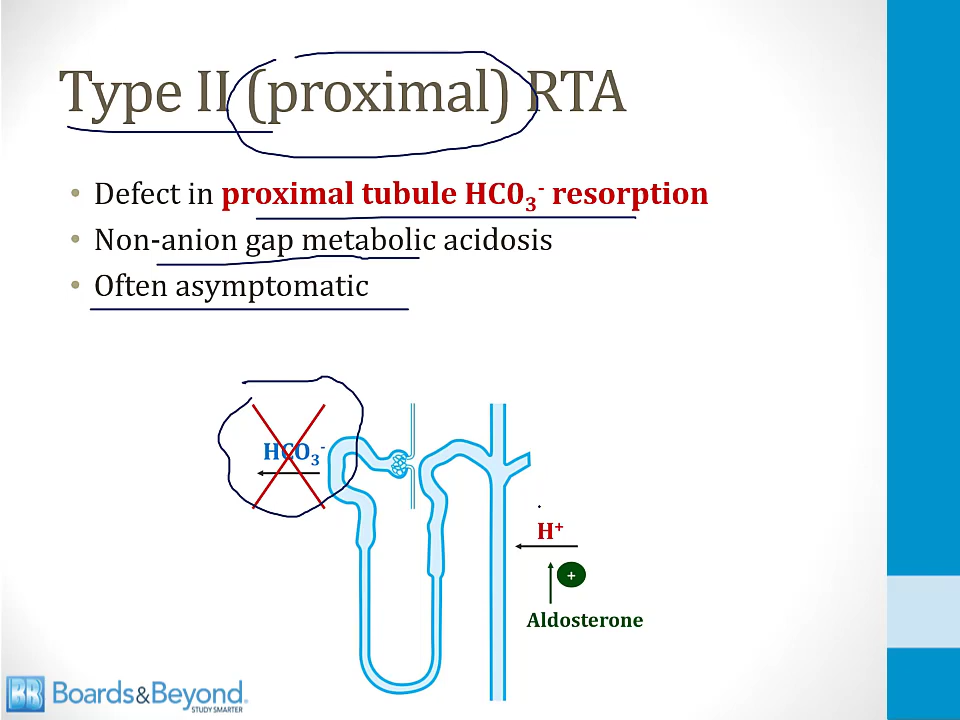 Type II (proximal) RTA
• Defect in proximal tubule HC0₃⁻ resorption
• Non-anion gap metabolic acidosis
• Often asymptomatic
HCO₃⁻
H⁺
+
Aldosterone
BB Boards&Beyond.
STUDY SMARTER